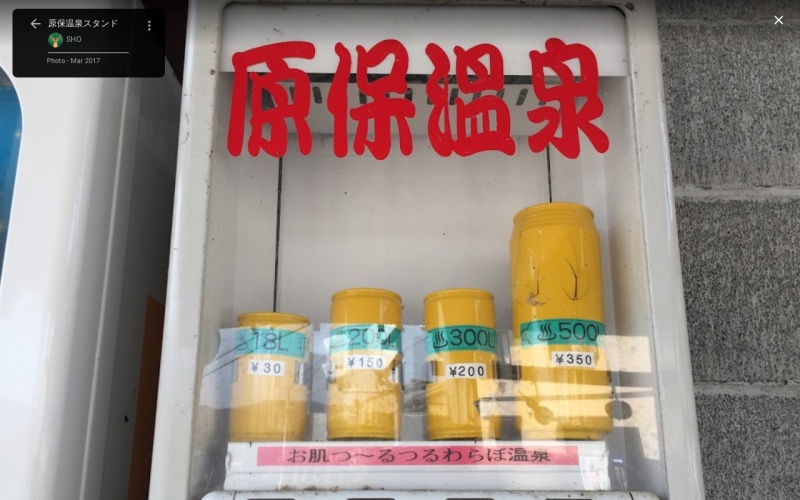 原保温泉スタンド
SHO
Photo - Mar 2017
原保温泉
♨18L
♨200L
♨300L
♨500L
¥30
¥150
¥200
¥350
お肌つ~るつるわらぼ温泉